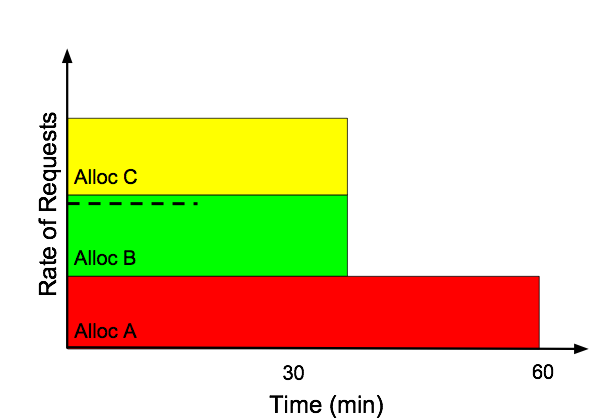 Rate of Requests
Alloc C
Alloc B
Alloc A
30
60
Time (min)